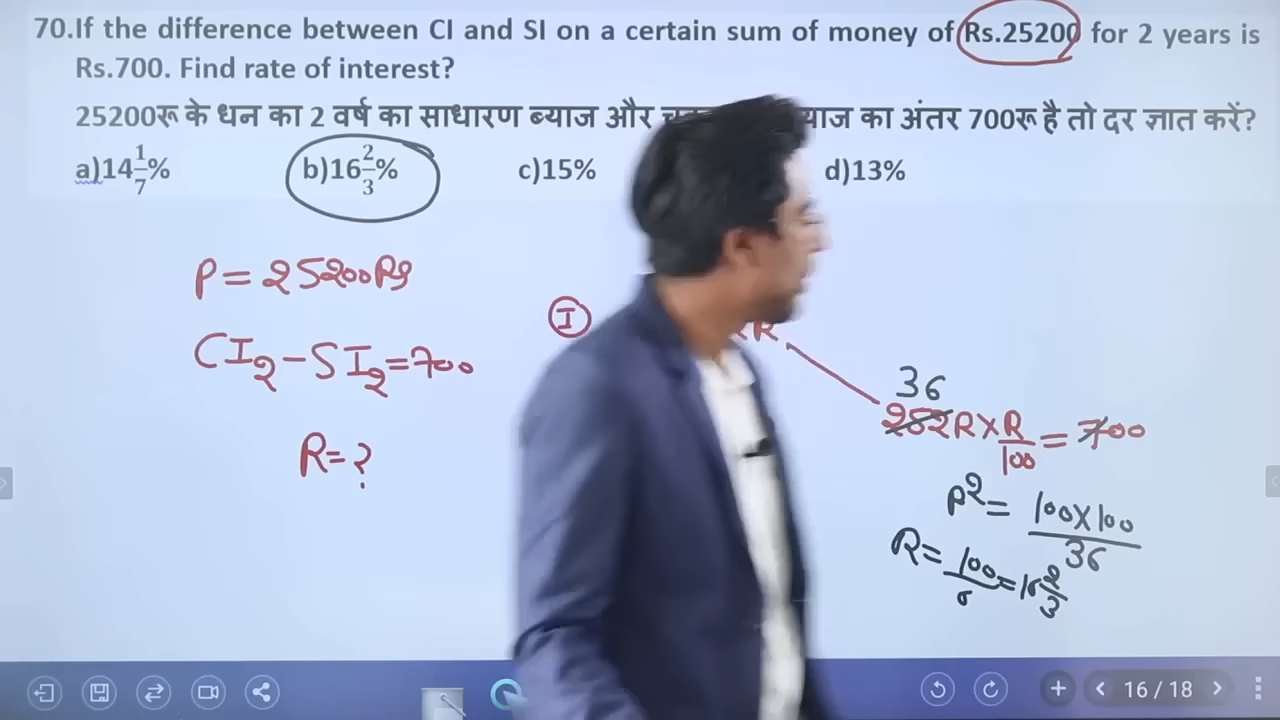 70.If the difference between CI and SI on a certain sum of money of Rs.25200 for 2 years is
Rs.700. Find rate of interest?
25200रू के धन का 2 वर्ष का साधारण ब्याज और का अंतर 700रू है तो दर ज्ञात करें?
a)14 1/7% b)16 2/3% c)15% d)13%
P = 25200Rs
CI2 - SI2 = 700
R = ?
I
R
36
252R × R/100 = 700
R2 = 100×100/36
R = 100/6 = 16 2/3
16 / 18